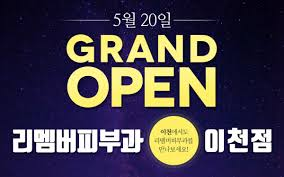 5월 20일
GRAND
OPEN
리멤버피부과 이천점
이천에서도
리멤버피부과를
만나보세요!